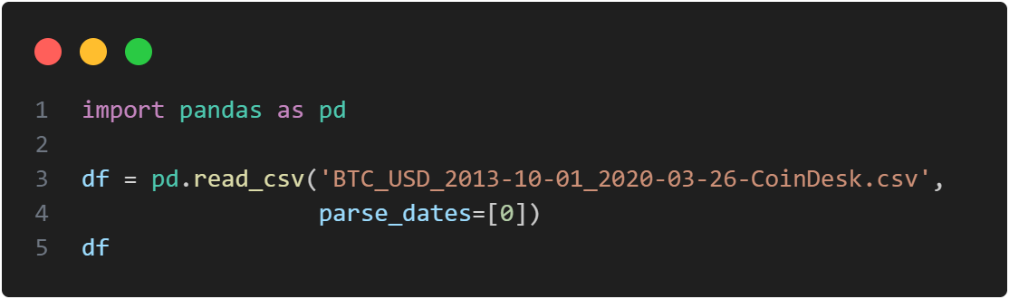 1 import pandas as pd
2
3 df = pd.read_csv('BTC_USD_2013-10-01_2020-03-26-CoinDesk.csv',
4                 parse_dates=[0])
5 df